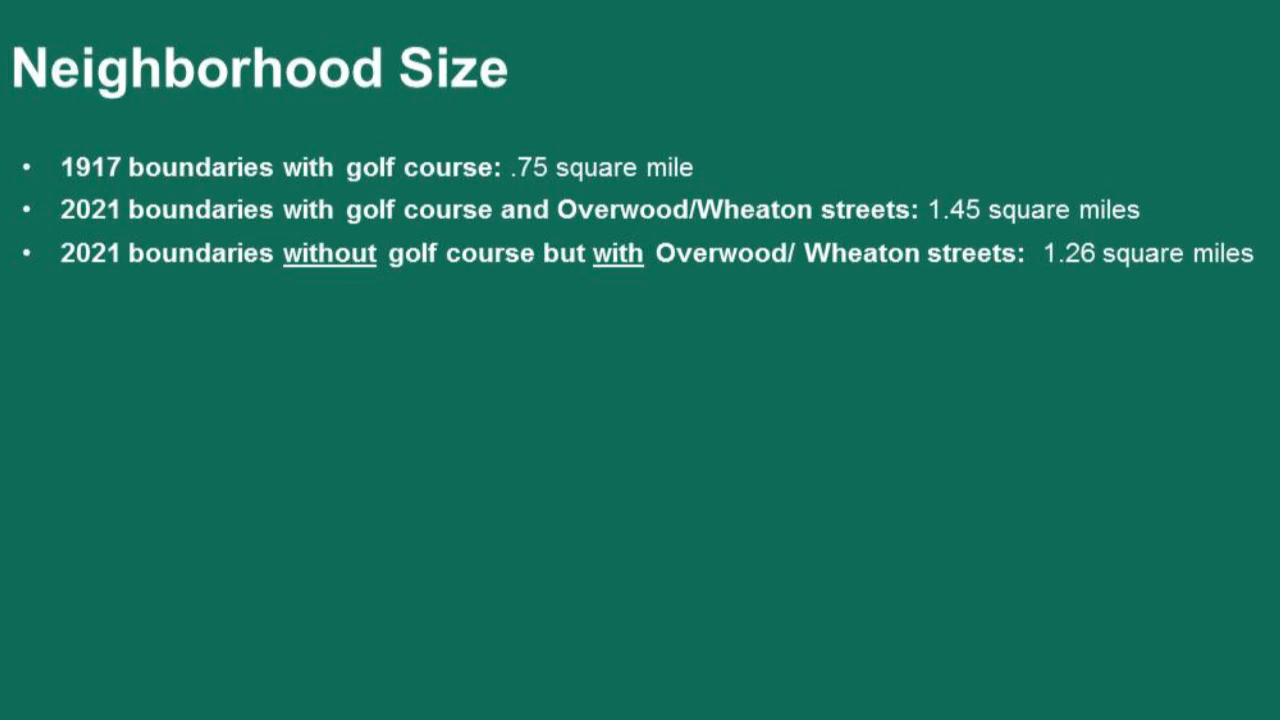 Neighborhood Size
• 1917 boundaries with golf course: .75 square mile
• 2021 boundaries with golf course and Overwood/Wheaton streets: 1.45 square miles
• 2021 boundaries without golf course but with Overwood/ Wheaton streets: 1.26 square miles